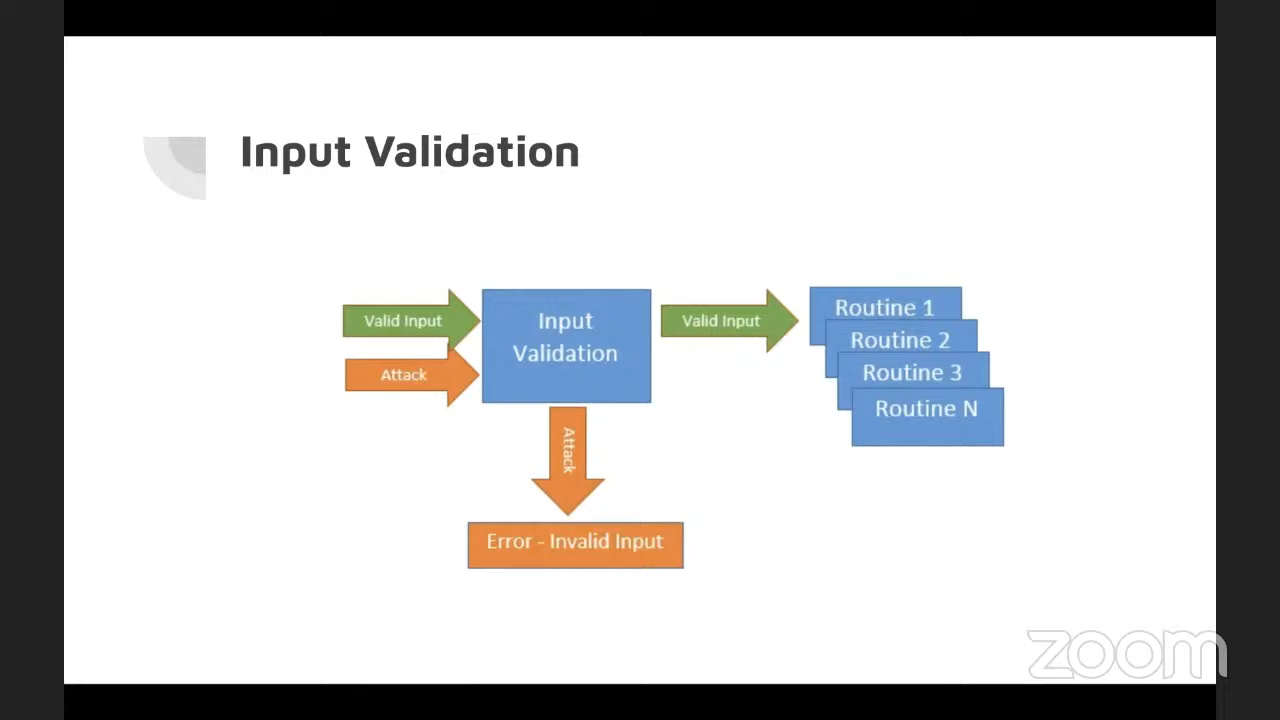 Input Validation
Valid Input
Attack
Input
Validation
Valid Input
Routine 1
Routine 2
Routine 3
Routine N
Attack
Error - Invalid Input
zoom